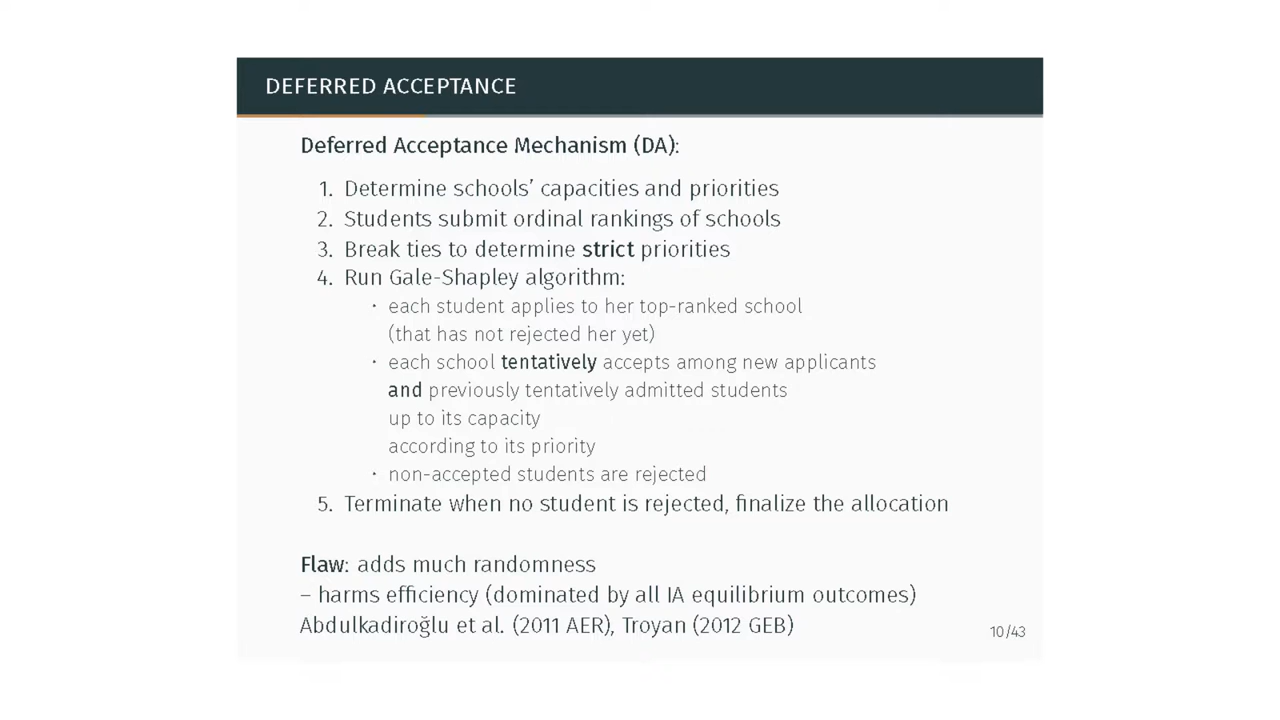 DEFERRED ACCEPTANCE
Deferred Acceptance Mechanism (DA):
1. Determine schools’ capacities and priorities
2. Students submit ordinal rankings of schools
3. Break ties to determine strict priorities
4. Run Gale-Shapley algorithm:
· each student applies to her top-ranked school
(that has not rejected her yet)
· each school tentatively accepts among new applicants
and previously tentatively admitted students
up to its capacity
according to its priority
· non-accepted students are rejected
5. Terminate when no student is rejected, finalize the allocation
Flaw: adds much randomness
– harms efficiency (dominated by all IA equilibrium outcomes)
Abdulkadiroğlu et al. (2011 AER), Troyan (2012 GEB)
10/43